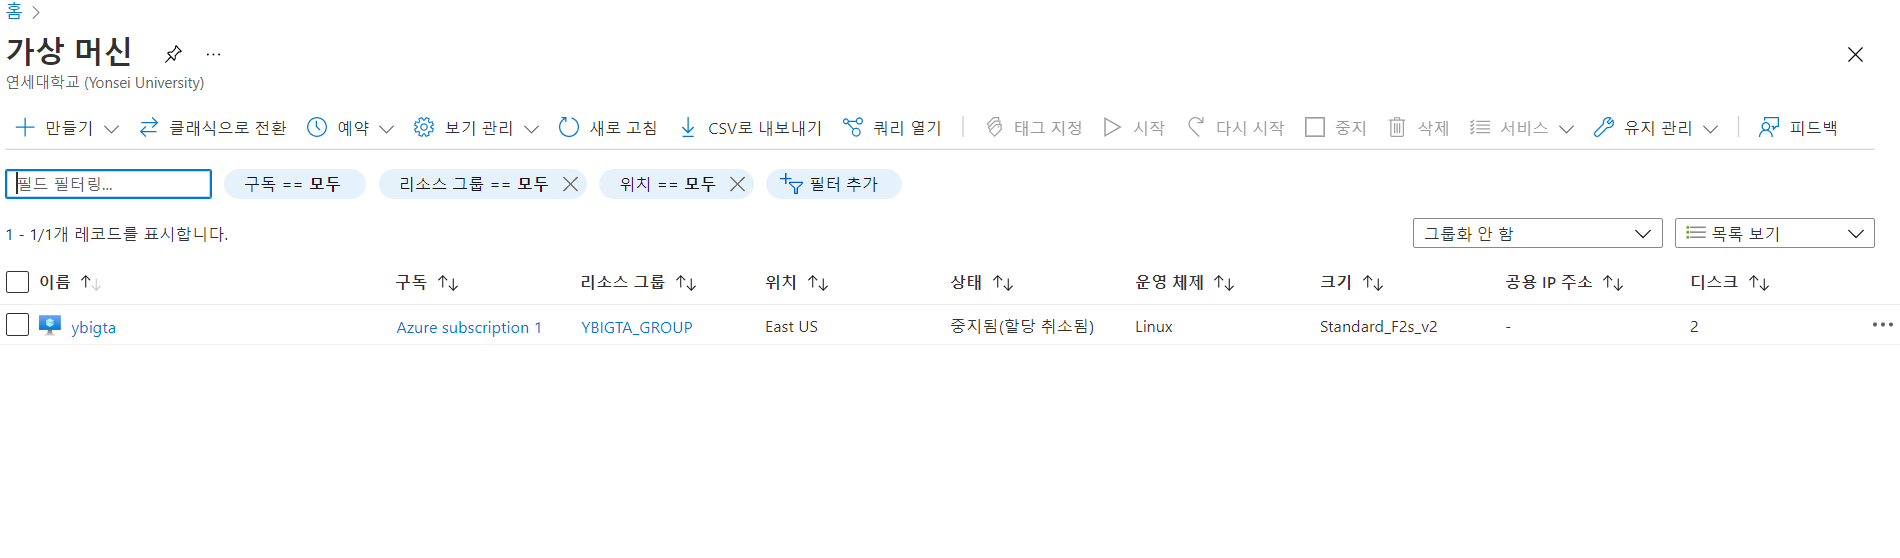 홈
가상 머신
연세대학교 (Yonsei University)
만들기 클래식으로 전환 예약 보기 관리 새로 고침 CSV로 내보내기 쿼리 열기 태그 지정 시작 다시 시작 중지 삭제 서비스 유지 관리 피드백
필드 필터링... 구독 == 모두 리소스 그룹 == 모두 위치 == 모두 필터 추가
1 - 1/1개 레코드를 표시합니다. 그룹화 안 함 목록 보기
이름 구독 리소스 그룹 위치 상태 운영 체제 크기 공용 IP 주소 디스크
ybigta Azure subscription 1 YBIGTA_GROUP East US 중지됨(할당 취소됨) Linux Standard_F2s_v2 - 2